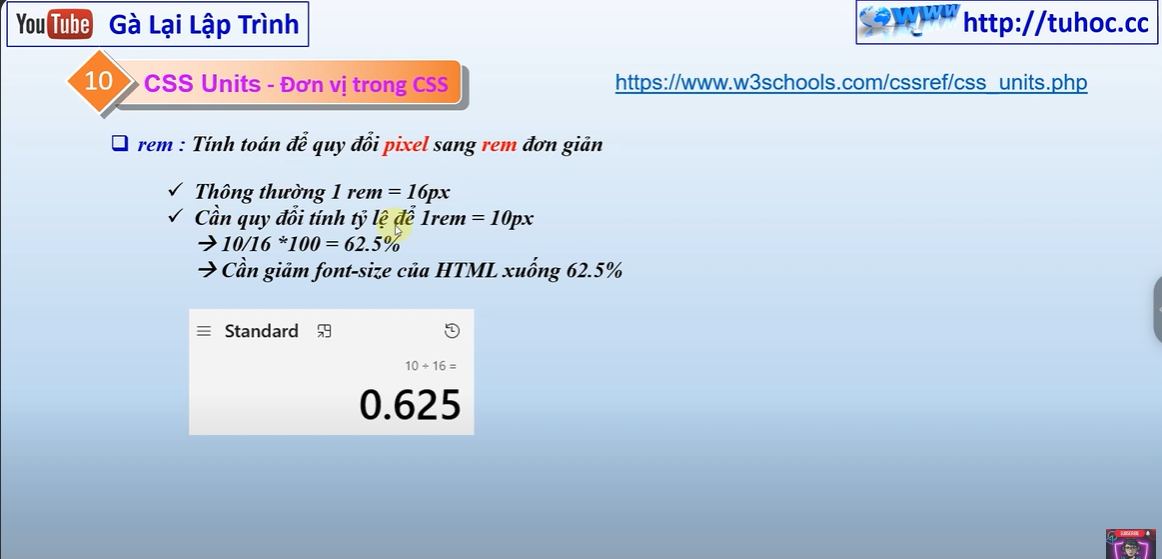 YouTube Gà Lại Lập Trình
www http://tuhoc.cc
10 CSS Units - Đơn vị trong CSS
https://www.w3schools.com/cssref/css_units.php
rem : Tính toán để quy đổi pixel sang rem đơn giản
✓ Thông thường 1 rem = 16px
✓ Cần quy đổi tính tỷ lệ để 1rem = 10px
→ 10/16 *100 = 62.5%
→ Cần giảm font-size của HTML xuống 62.5%
Standard
10 ÷ 16 =
0.625